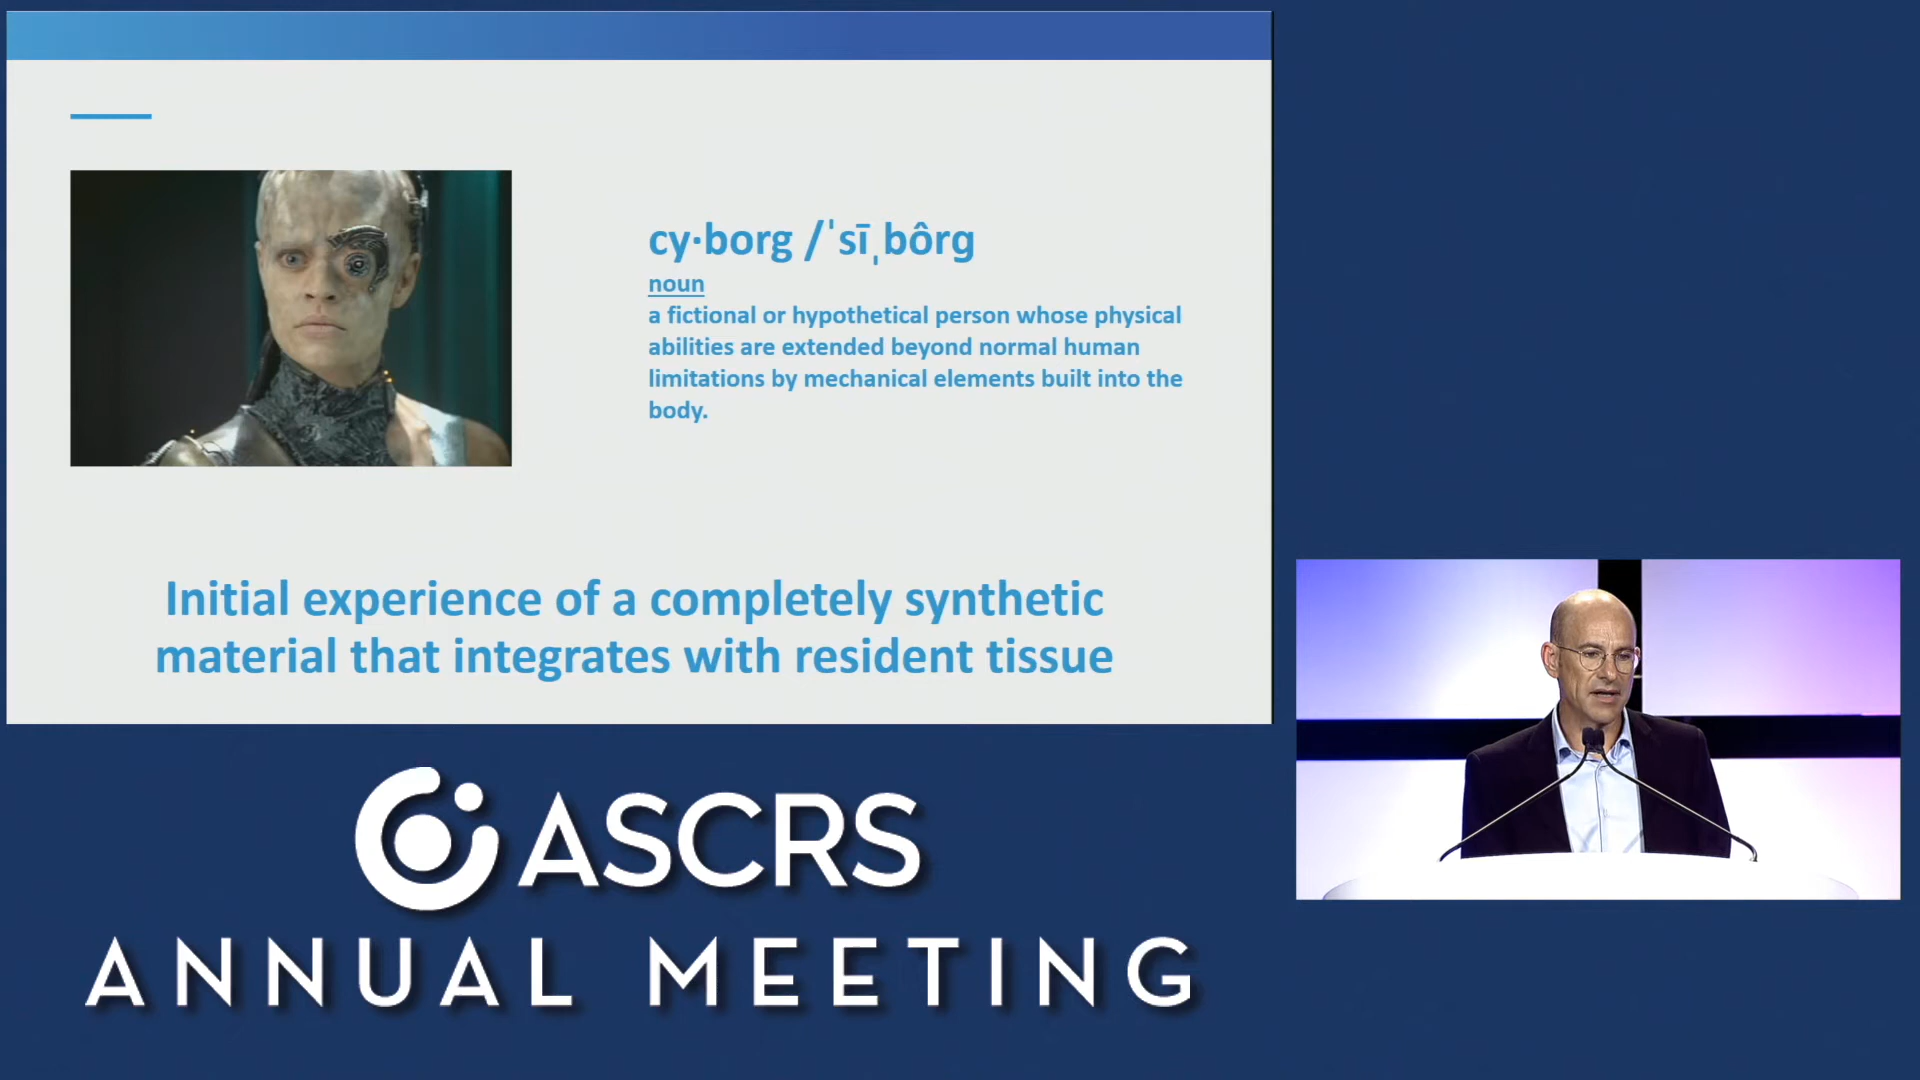 cy·borg /ˈsīˌbôrg
noun
a fictional or hypothetical person whose physical
abilities are extended beyond normal human
limitations by mechanical elements built into the
body.
Initial experience of a completely synthetic
material that integrates with resident tissue
ASCRS
ANNUAL MEETING